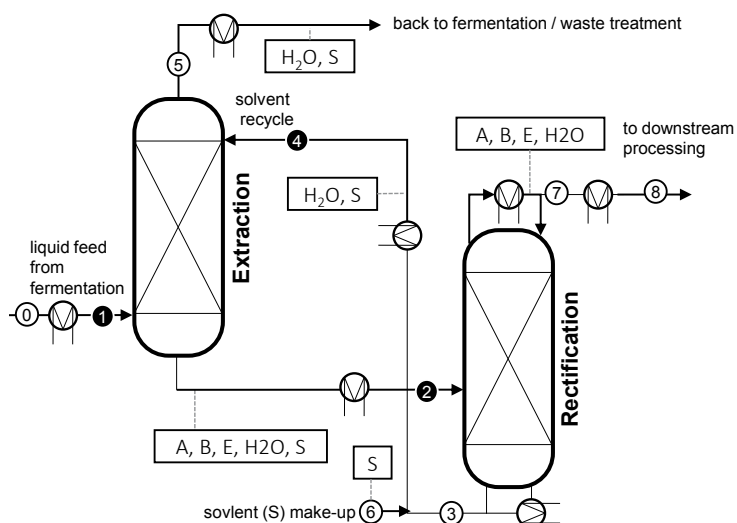 back to fermentation / waste treatment
H₂O, S
5
solvent
recycle
4
A, B, E, H2O
to downstream
processing
H₂O, S
7
8
Extraction
liquid feed
from
fermentation
0
1
Rectification
2
A, B, E, H2O, S
S
sovlent (S) make-up
6
3